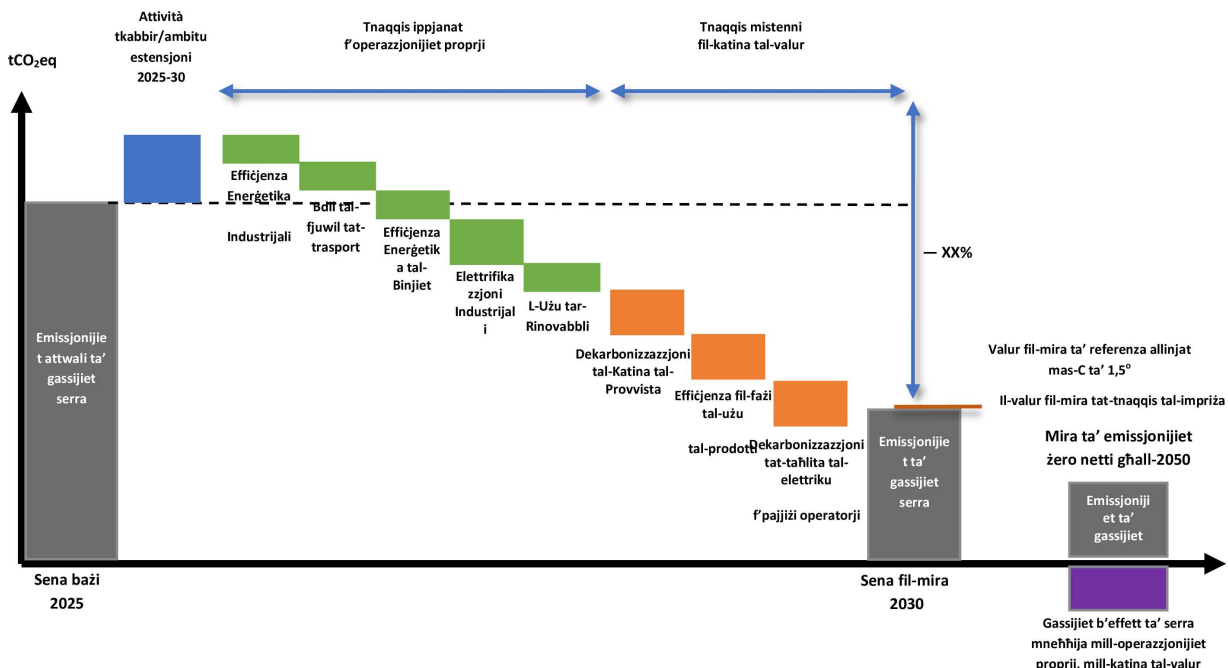 Attività
tkabbir/ambitu
estensjoni
2025-30
Tnaqqis ippjanat
f'operazzjonijiet proprji
Tnaqqis mistenni
fil-katina tal-valur
tCO₂eq
Effiċjenza
Enerġetika
Industrijali
Bdil tal-
fjuwil tat-
trasport
Effiċjenza
Enerġetik
a tal-
Binjiet
Elettrifika
zzjoni
Industrijal
i
L-Użu tar-
Rinovabbli
Dekarbonizzazzjoni
tal-Katina tal-
Provvista
Effiċjenza fil-fażi
tal-użu
tal-prodotti
Dekarbonizzazzjoni
tat-taħlita tal-
elettriku
f'pajjiżi operatorji
— XX%
Emissjonijie
t attwali ta'
gassijiet
serra
Emissjonijie
t ta'
gassijiet
serra
Valur fil-mira ta' referenza allinjat
mas-C ta' 1,5°
Il-valur fil-mira tat-tnaqqis tal-impriża
Mira ta' emissjonijiet
żero netti għall-2050
Emissjoniji
et ta'
gassijiet
Sena bażi
2025
Sena fil-mira
2030
Gassijiet b'effett ta' serra
mneħħija mill-operazzjonijiet
proprji, mill-katina tal-valur